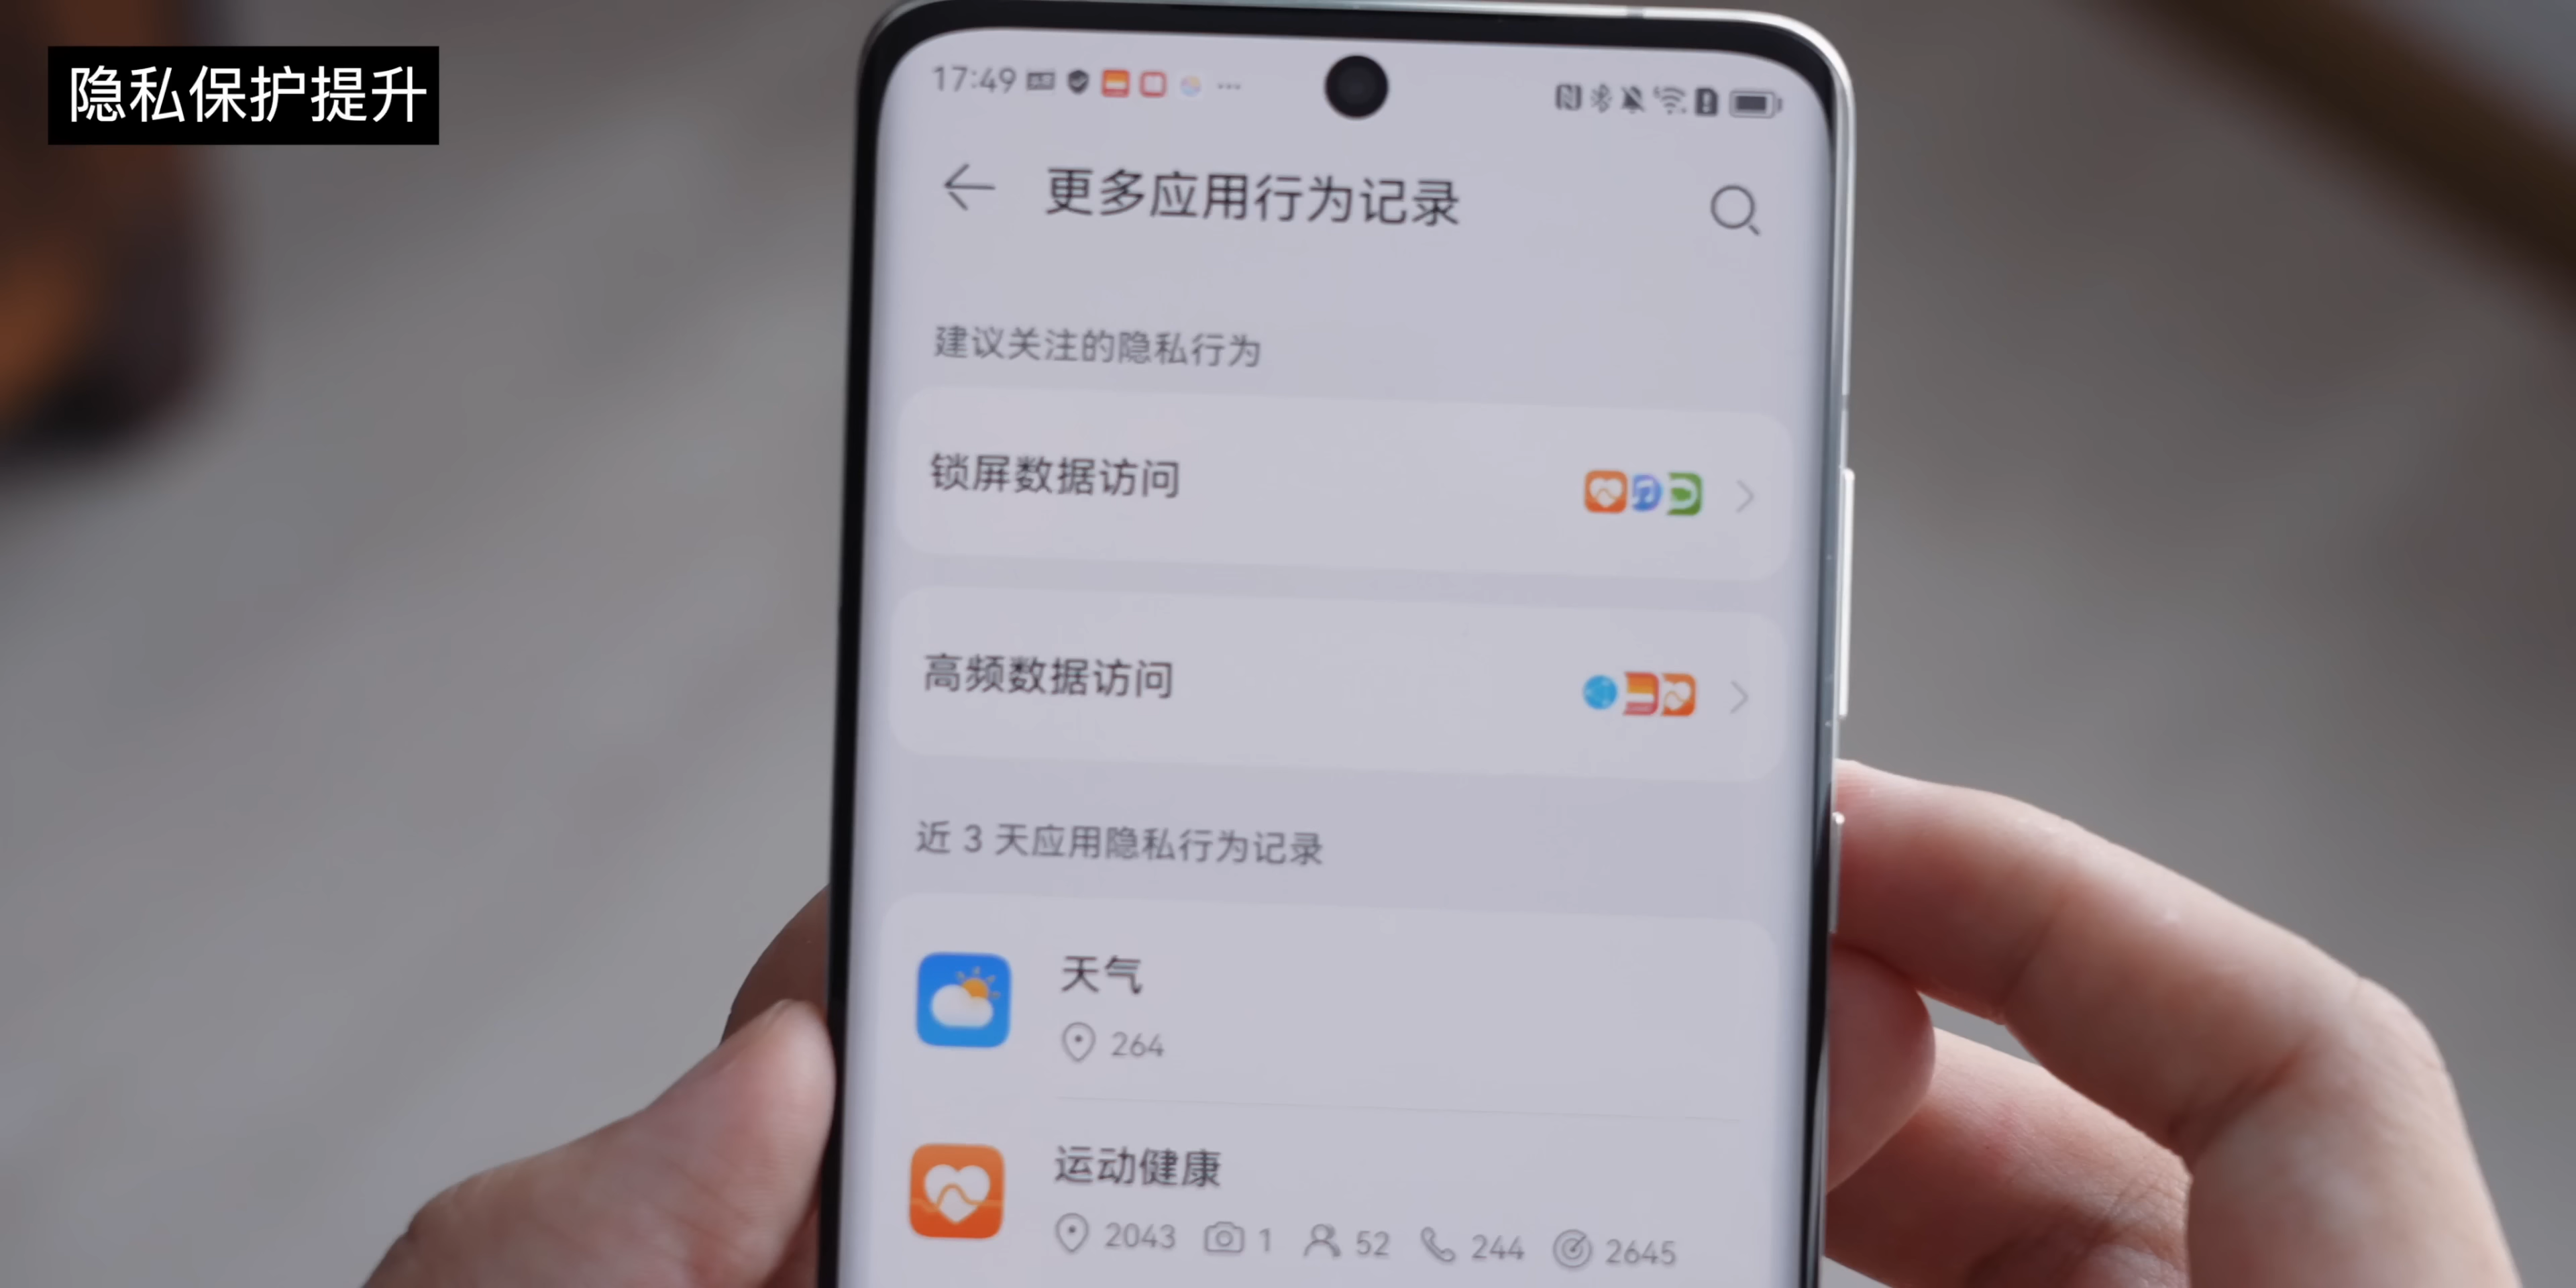 隐私保护提升
17:49
更多应用行为记录
建议关注的隐私行为
锁屏数据访问
高频数据访问
近 3 天应用隐私行为记录
天气
264
运动健康
2043 1 52 244 2645